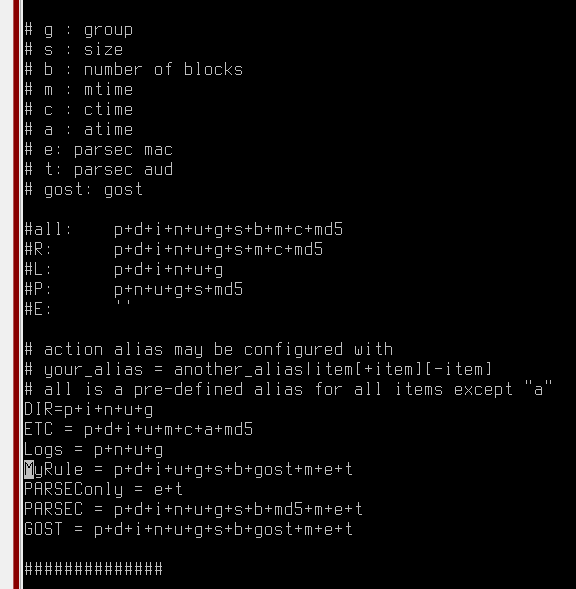 # g : group
# s : size
# b : number of blocks
# m : mtime
# c : ctime
# a : atime
# e: parsec mac
# t: parsec aud
# gost: gost
#all:    p+d+i+n+u+g+s+b+m+c+md5
#R:      p+d+i+n+u+g+s+m+c+md5
#L:      p+d+i+n+u+g
#P:      p+n+u+g+s+md5
#E:      ''
# action alias may be configured with
# your_alias = another_alias|item[+item][-item]
# all is a pre-defined alias for all items except "a"
DIR=p+i+n+u+g
ETC = p+d+i+u+m+c+a+md5
Logs = p+n+u+g
MyRule = p+d+i+u+g+s+b+gost+m+e+t
PARSEConly = e+t
PARSEC = p+d+i+n+u+g+s+b+md5+m+e+t
GOST = p+d+i+n+u+g+s+b+gost+m+e+t
##############